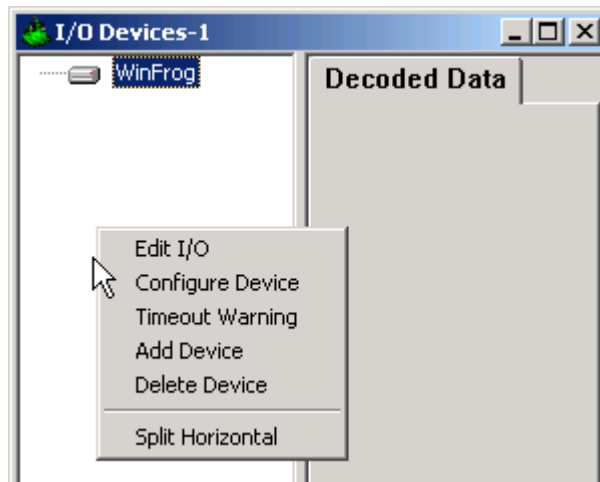 I/O Devices-1
WinFrog
Decoded Data
Edit I/O
Configure Device
Timeout Warning
Add Device
Delete Device
Split Horizontal